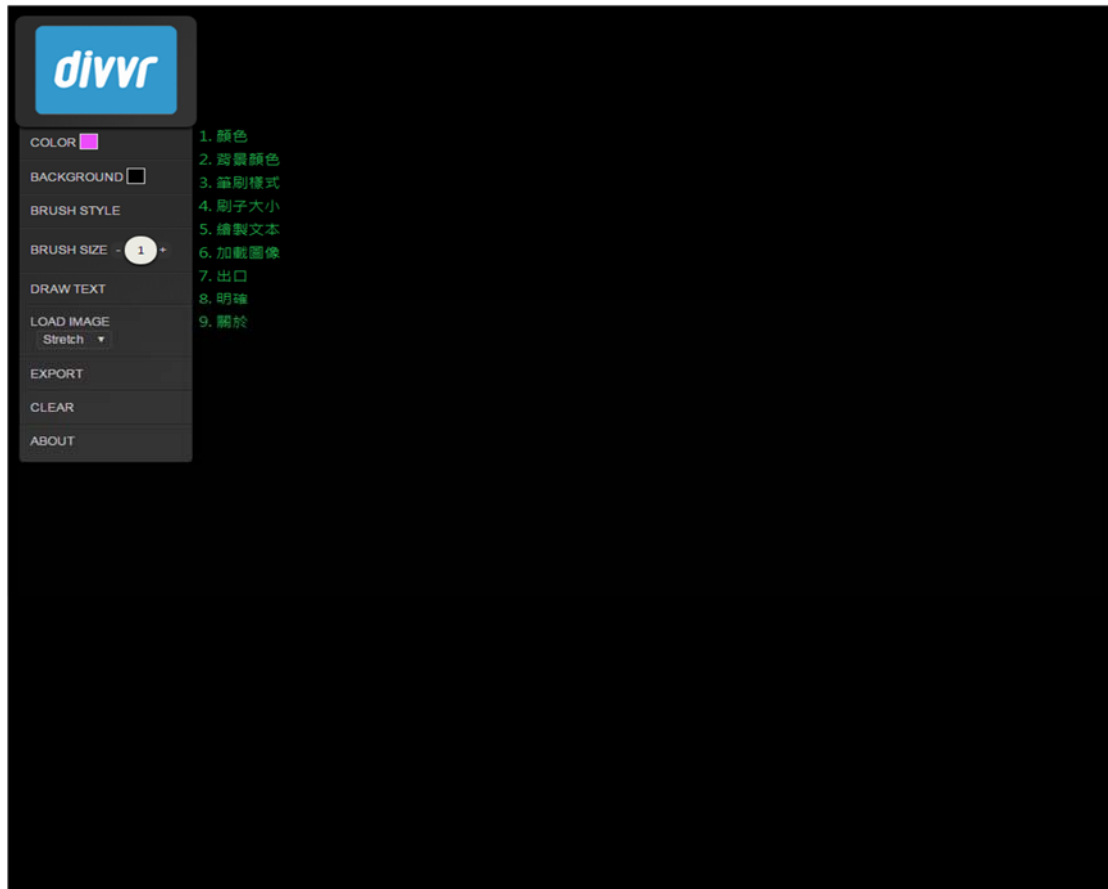 divvr
COLOR
BACKGROUND
BRUSH STYLE
BRUSH SIZE - 1 +
DRAW TEXT
LOAD IMAGE
Stretch ▼
EXPORT
CLEAR
ABOUT
1. 顏色
2. 背景顏色
3. 筆刷樣式
4. 刷子大小
5. 繪製文本
6. 加載圖像
7. 出口
8. 明確
9. 關於